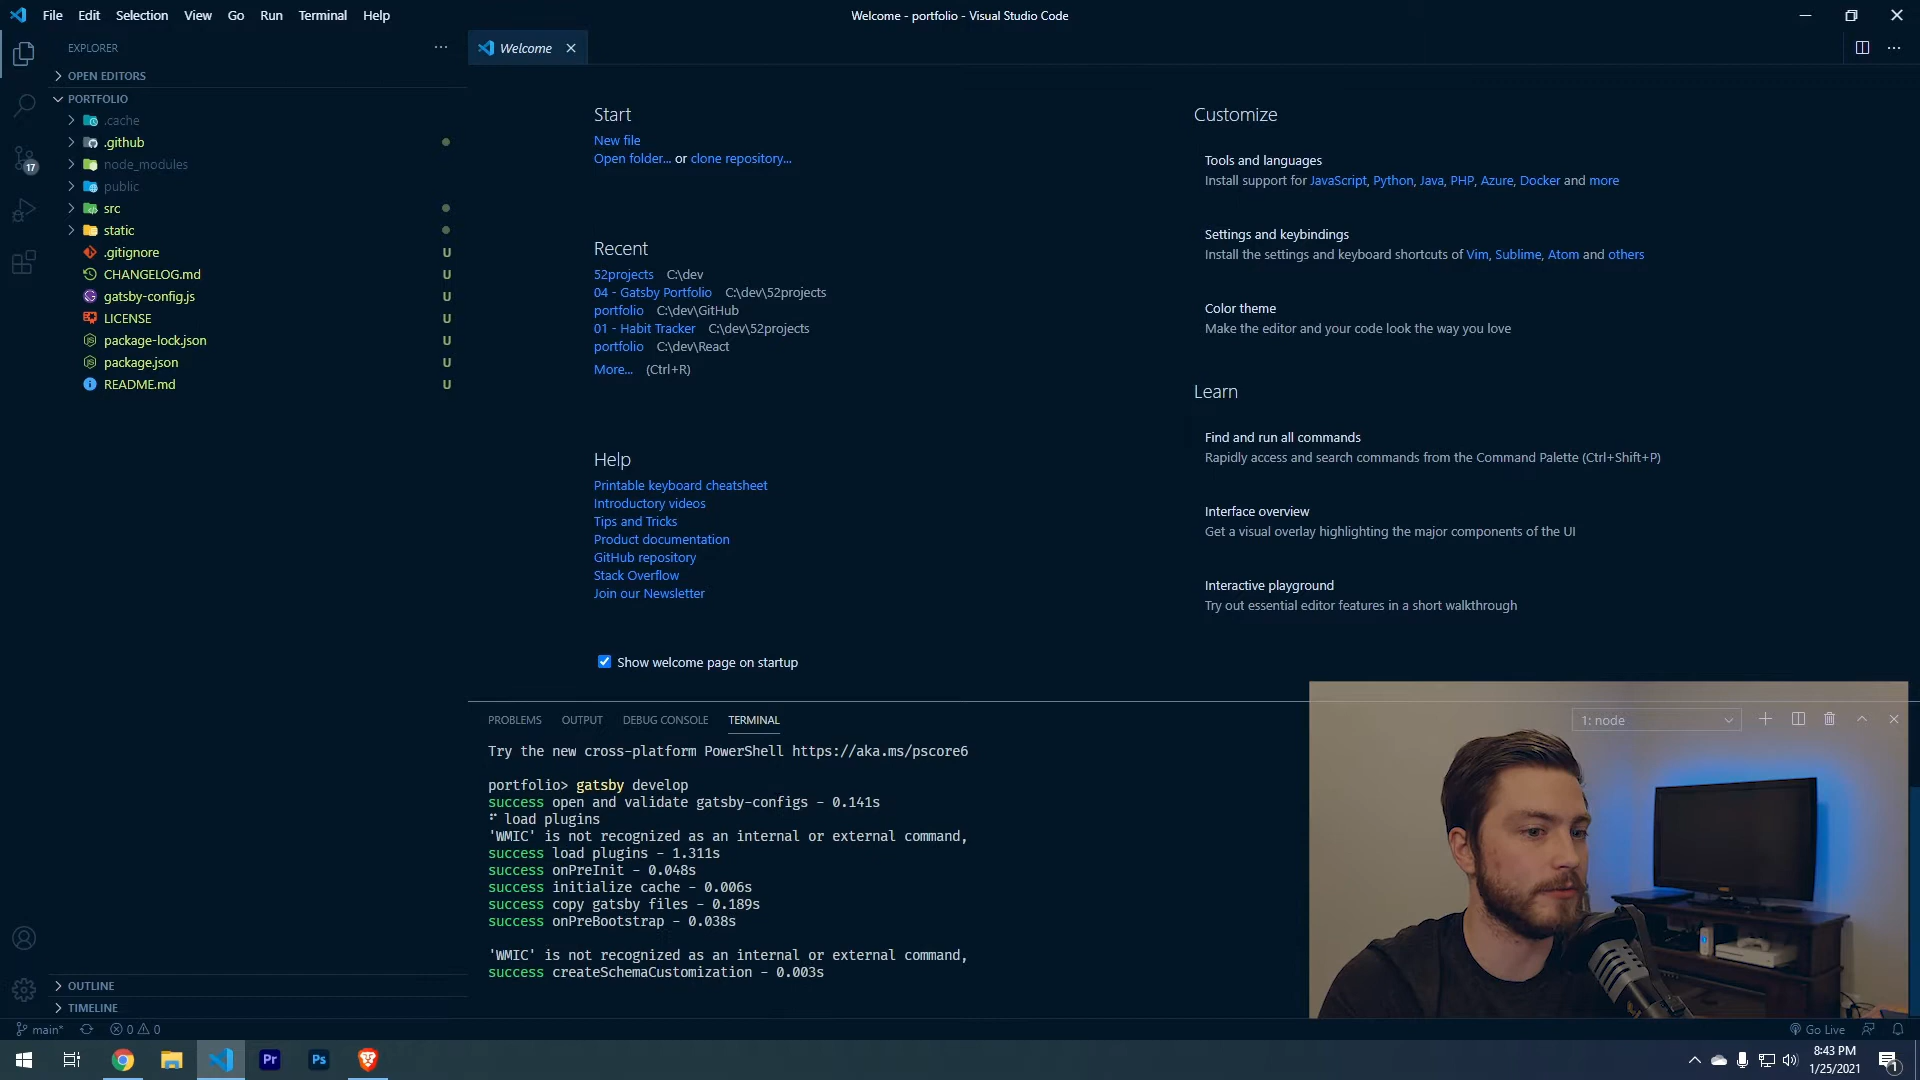 File Edit Selection View Go Run Terminal Help
Welcome - portfolio - Visual Studio Code
EXPLORER
OPEN EDITORS
PORTFOLIO
.cache
.github
node_modules
public
src
static
.gitignore U
CHANGELOG.md U
gatsby-config.js U
LICENSE U
package-lock.json U
package.json U
README.md U
17
OUTLINE
TIMELINE
Welcome
Start
New file
Open folder... or clone repository...
Recent
52projects C:\dev
04 - Gatsby Portfolio C:\dev\52projects
portfolio C:\dev\GitHub
01 - Habit Tracker C:\dev\52projects
portfolio C:\dev\React
More... (Ctrl+R)
Help
Printable keyboard cheatsheet
Introductory videos
Tips and Tricks
Product documentation
GitHub repository
Stack Overflow
Join our Newsletter
Show welcome page on startup
Customize
Tools and languages
Install support for JavaScript, Python, Java, PHP, Azure, Docker and more
Settings and keybindings
Install the settings and keyboard shortcuts of Vim, Sublime, Atom and others
Color theme
Make the editor and your code look the way you love
Learn
Find and run all commands
Rapidly access and search commands from the Command Palette (Ctrl+Shift+P)
Interface overview
Get a visual overlay highlighting the major components of the UI
Interactive playground
Try out essential editor features in a short walkthrough
PROBLEMS OUTPUT DEBUG CONSOLE TERMINAL
1: node
Try the new cross-platform PowerShell https://aka.ms/pscore6
portfolio> gatsby develop
success open and validate gatsby-configs - 0.141s
load plugins
'WMIC' is not recognized as an internal or external command,
success load plugins - 1.311s
success onPreInit - 0.048s
success initialize cache - 0.006s
success copy gatsby files - 0.189s
success onPreBootstrap - 0.038s
'WMIC' is not recognized as an internal or external command,
success createSchemaCustomization - 0.003s
main* 0 0
Go Live
Pr Ps
8:43 PM
1/25/2021
1